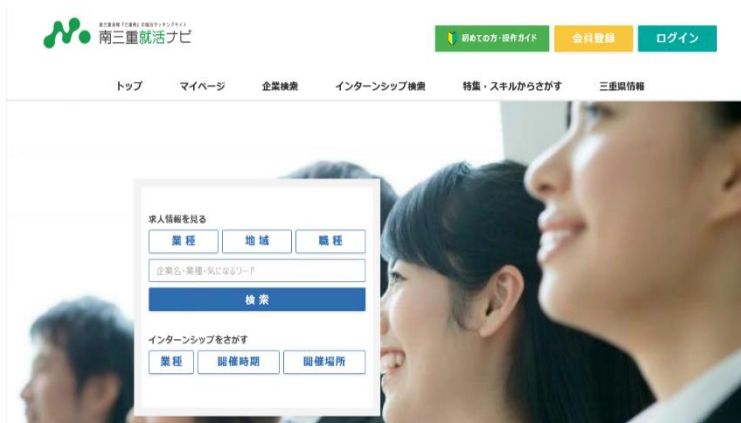 南三重就活ナビ
初めての方・操作ガイド
会員登録
ログイン
トップ
マイページ
企業検索
インターンシップ検索
特集・スキルからさがす
三重県情報
求人情報を見る
業種
地域
職種
企業名・業種・気になるワード
検索
インターンシップをさがす
業種
開催時期
開催場所